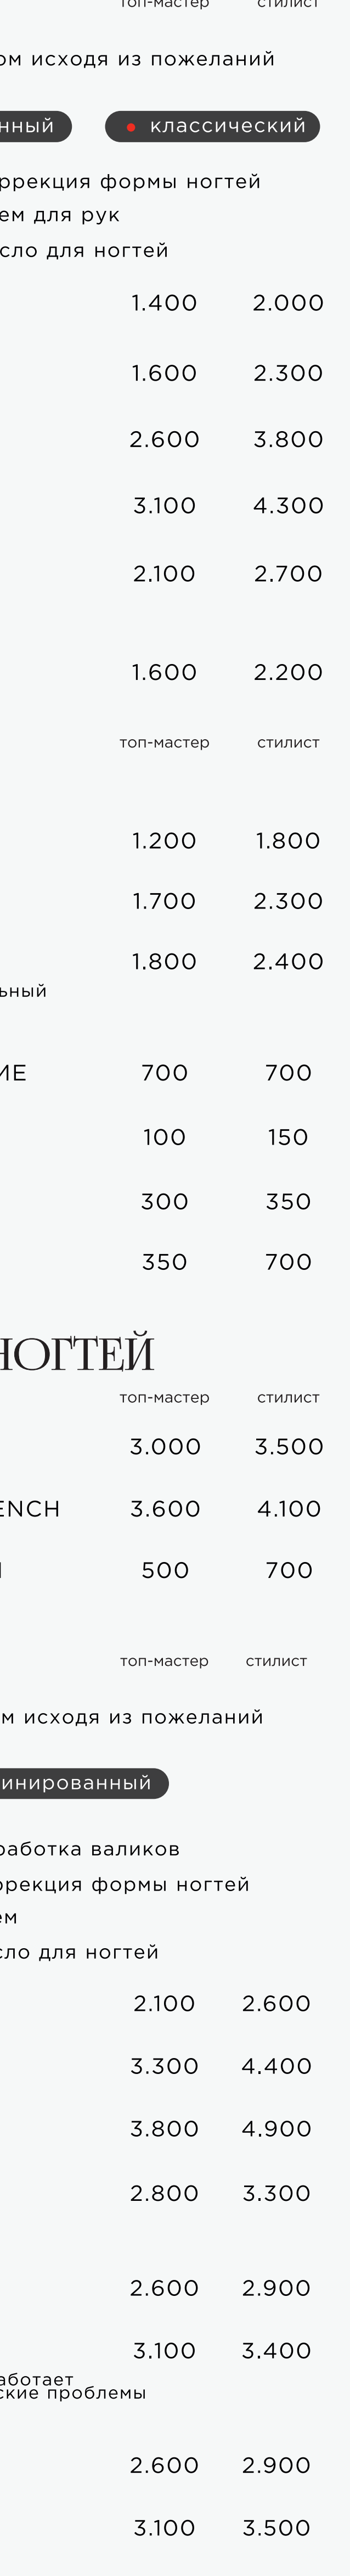 топ-мастер стилист
ом исходя из пожеланий
нный • классический
ррекция формы ногтей
ем для рук
сло для ногтей
1.400 2.000
1.600 2.300
2.600 3.800
3.100 4.300
2.100 2.700
1.600 2.200
топ-мастер стилист
1.200 1.800
1.700 2.300
1.800 2.400
ьный
ИЕ 700 700
100 150
300 350
350 700
НОГТЕЙ
топ-мастер стилист
3.000 3.500
ENCH 3.600 4.100
500 700
топ-мастер стилист
м исходя из пожеланий
инированный
работка валиков
ррекция формы ногтей
ем
сло для ногтей
2.100 2.600
3.300 4.400
3.800 4.900
2.800 3.300
2.600 2.900
3.100 3.400
аботает
ские проблемы
2.600 2.900
3.100 3.500